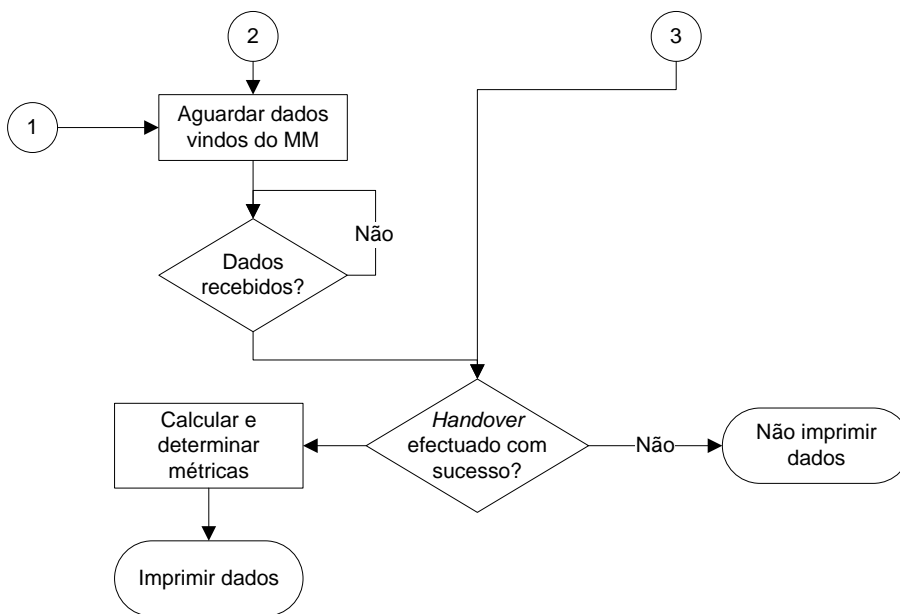 2
3
1
Aguardar dados
vindos do MM
Não
Dados
recebidos?
Handover
efectuado com
sucesso?
Calcular e
determinar
métricas
Não
Não imprimir
dados
Imprimir dados